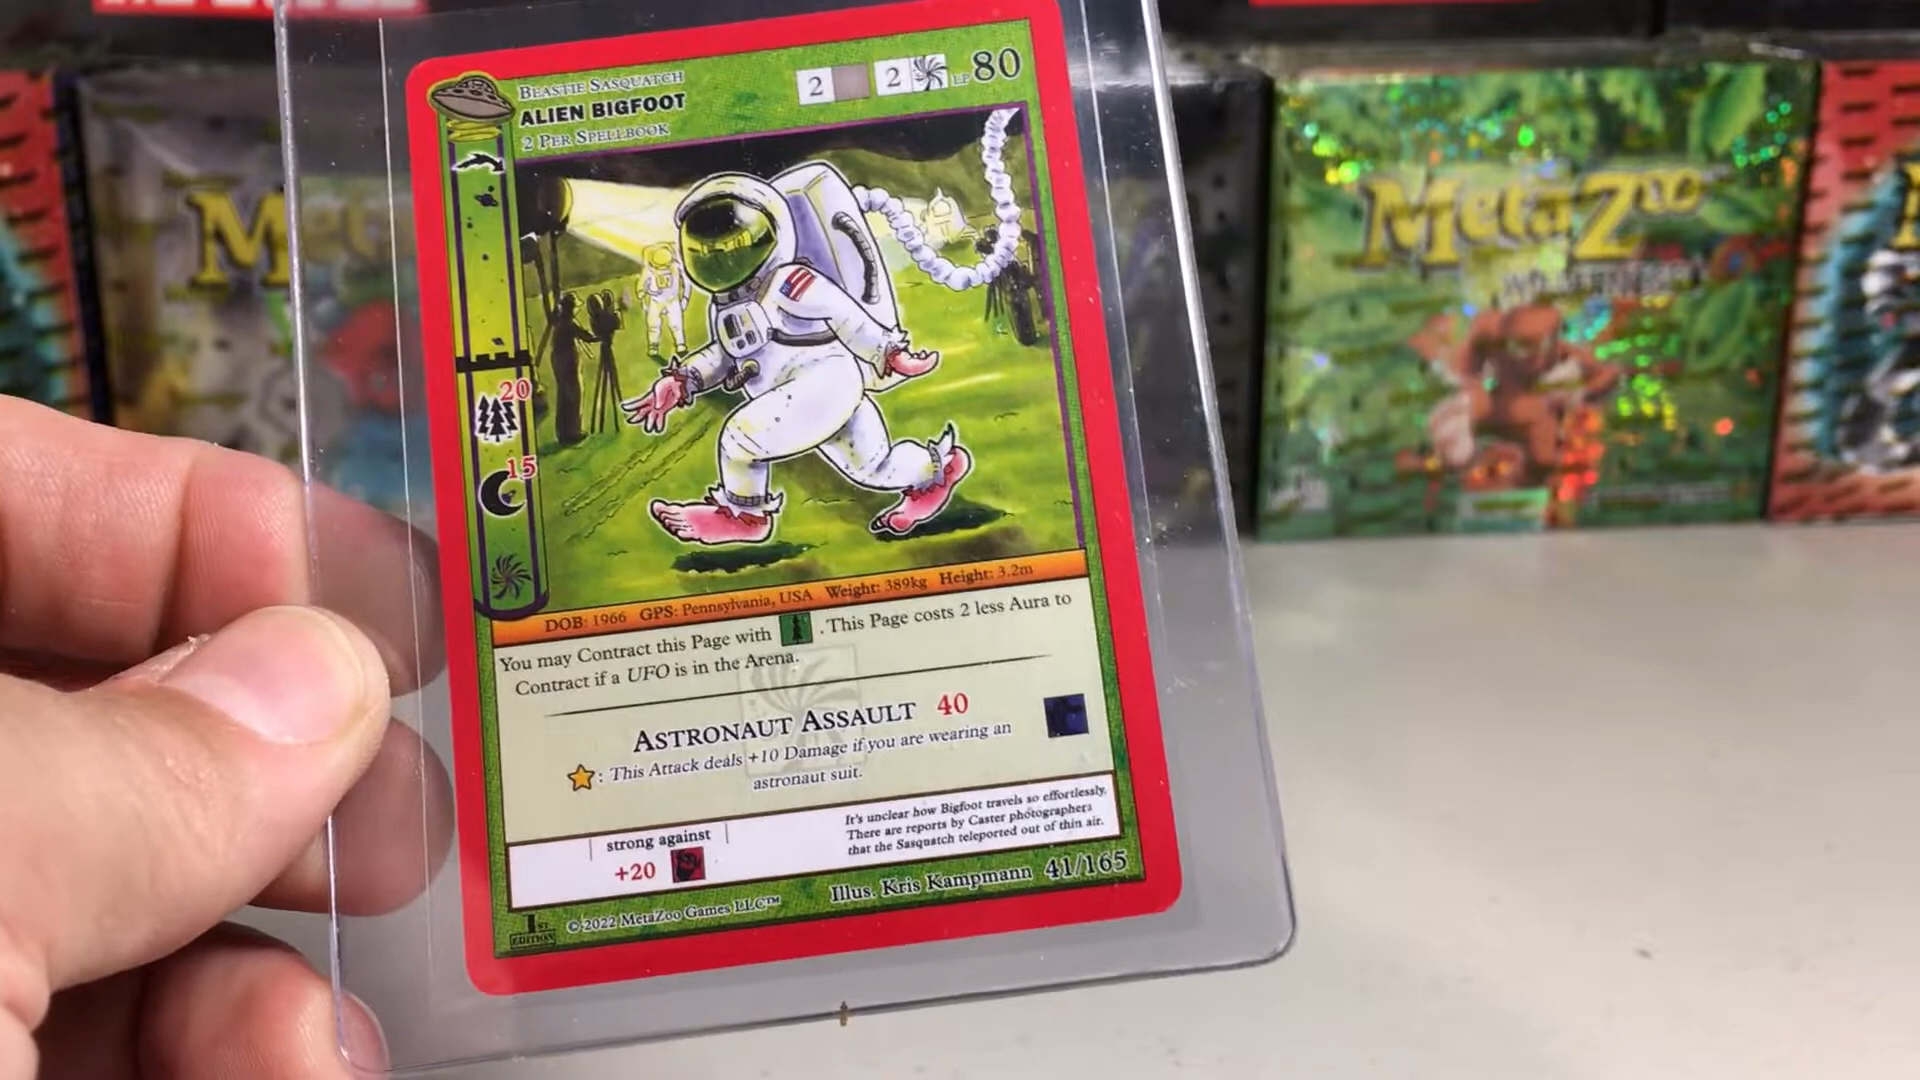 BEASTIE SASQUATCH
ALIEN BIGFOOT
2 PER SPELLBOOK
2 2 LP 80
20
15
DOB: 1966 GPS: Pennsylvania, USA Weight: 389kg Height: 3.2m
You may Contract this Page with . This Page costs 2 less Aura to
Contract if a UFO is in the Arena.
ASTRONAUT ASSAULT 40
: This Attack deals +10 Damage if you are wearing an
astronaut suit.
strong against
+20
It's unclear how Bigfoot travels so effortlessly.
There are reports by Caster photographers
that the Sasquatch teleported out of thin air.
Illus. Kris Kampmann 41/165
1ST
EDITION
©2022 MetaZoo Games LLC™
MetaZoo